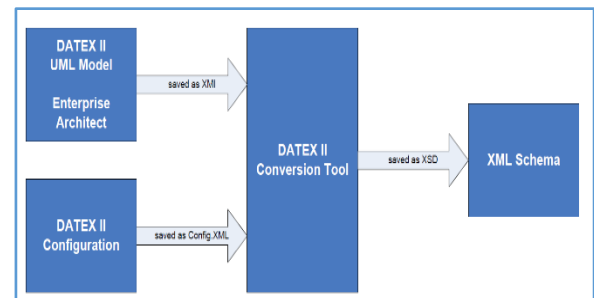 DATEX II
UML Model
Enterprise
Architect
saved as XMI
DATEX II
Configuration
saved as Config.XML
DATEX II
Conversion Tool
saved as XSD
XML Schema